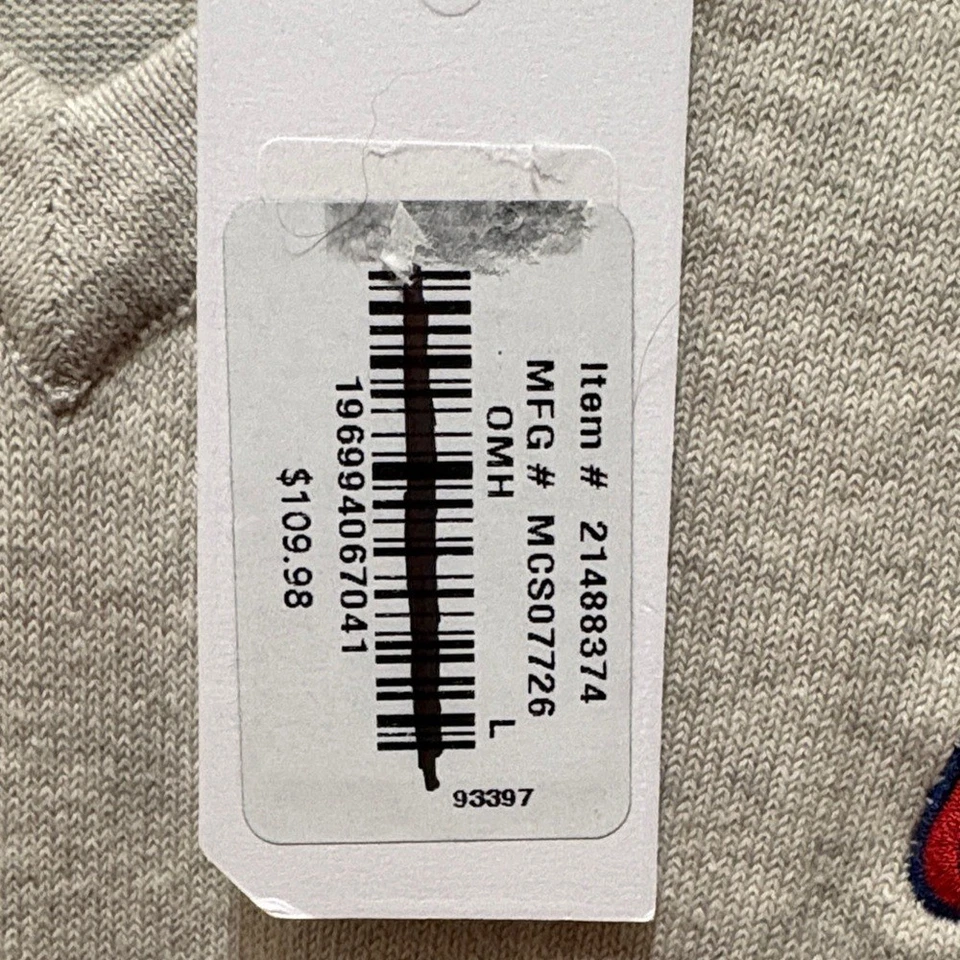 Item # 21488374
MFG # MCS07726
OMH L
196994067041
$109.98
93397